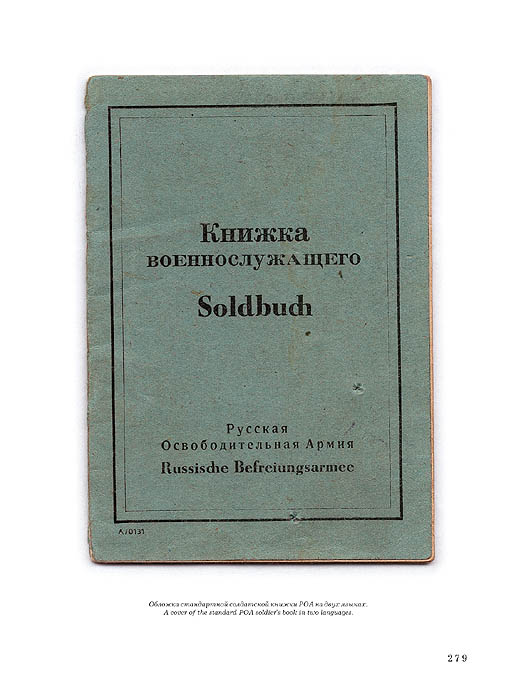 Книжка
военнослужащего
Soldbuch
Русская
Освободительная Армия
Russische Befreiungsarmee
A/0131
Обложка стандартной солдатской книжки РОА на двух языках.
A cover of the standard POA soldier's book in two languages.
279